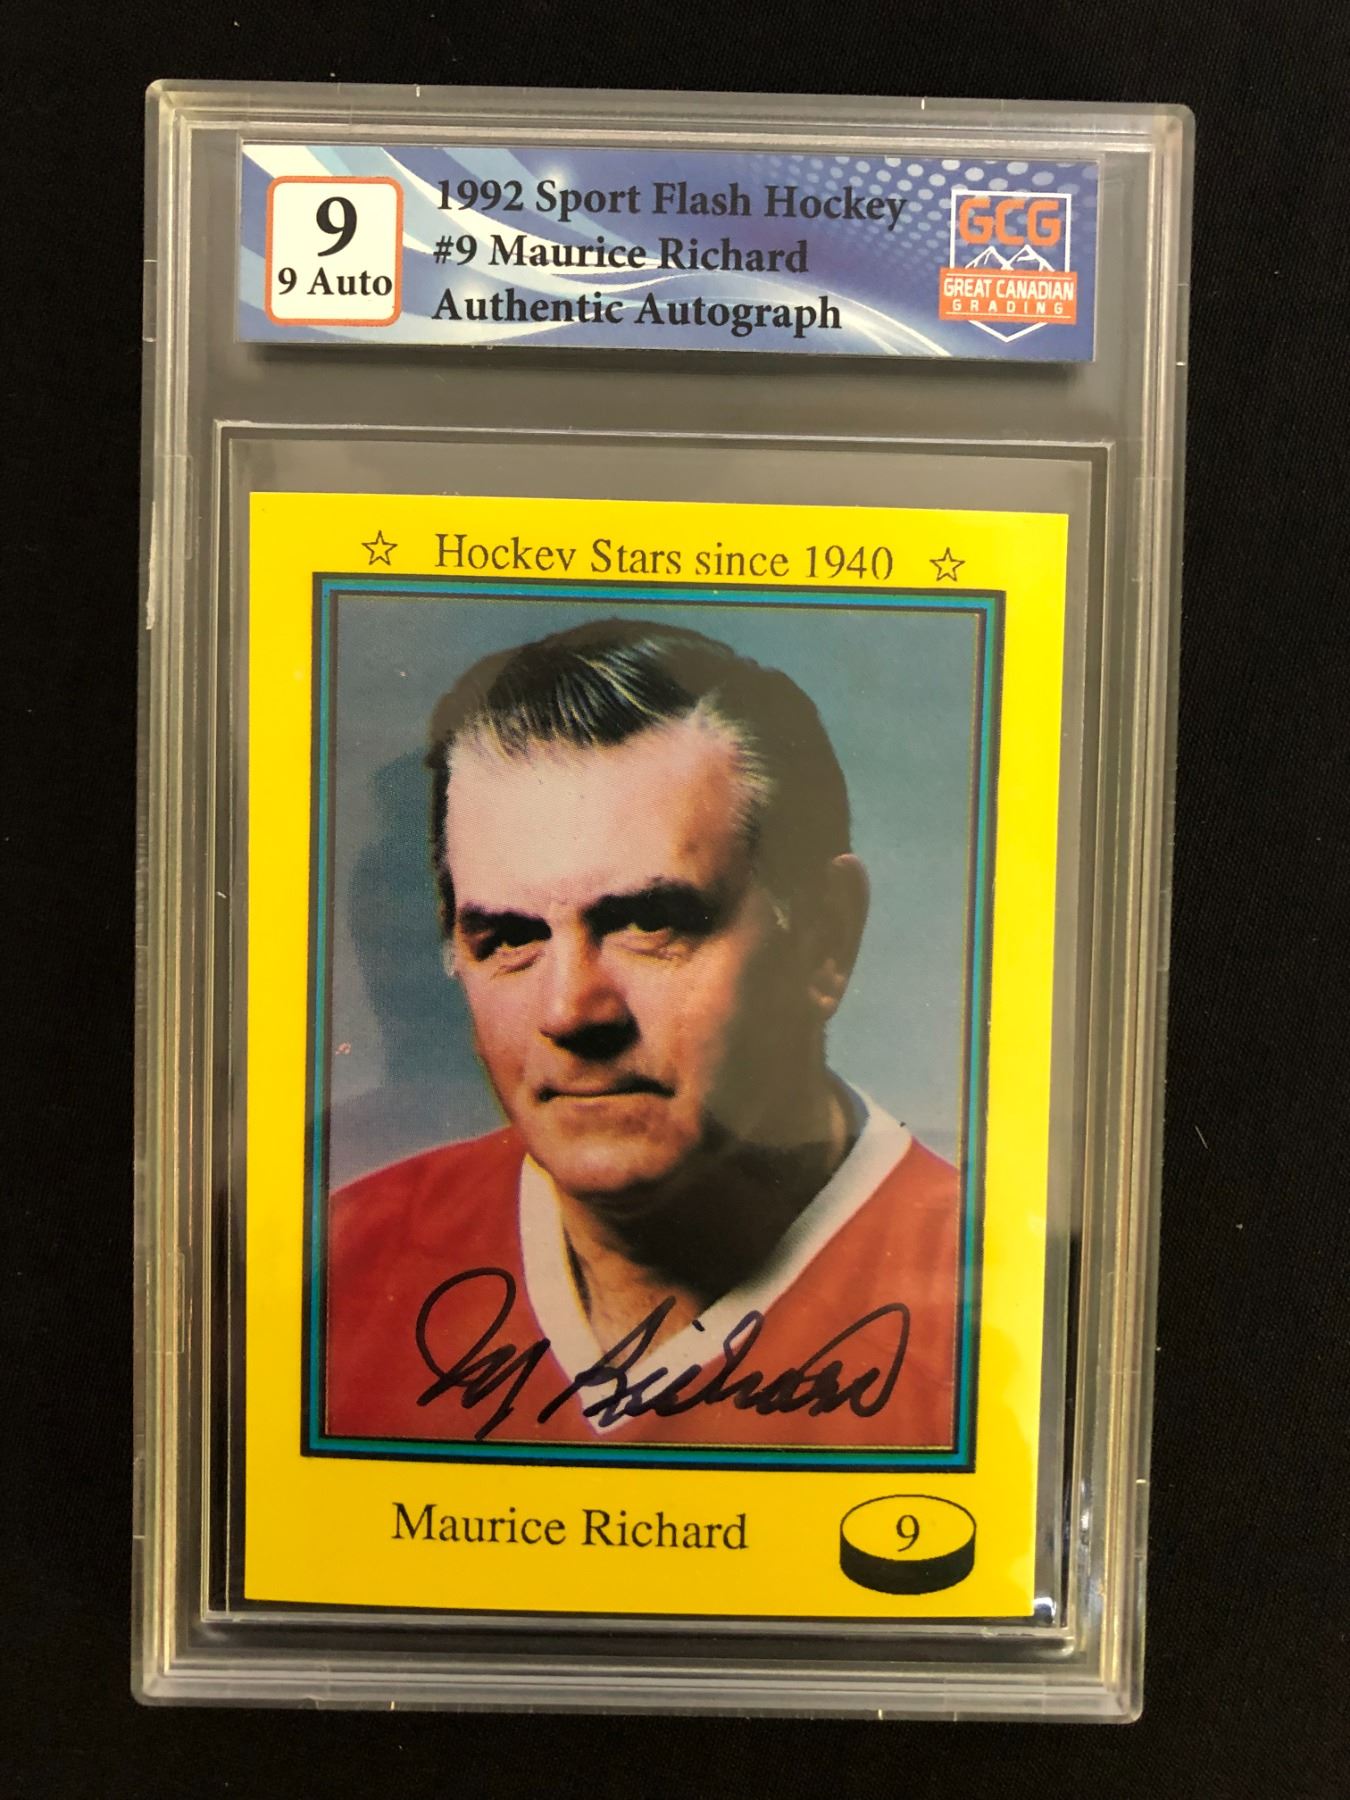 9
9 Auto
1992 Sport Flash Hockey
#9 Maurice Richard
Authentic Autograph
GCG
GREAT CANADIAN
GRADING
Hockey Stars since 1940
M Richard
Maurice Richard
9